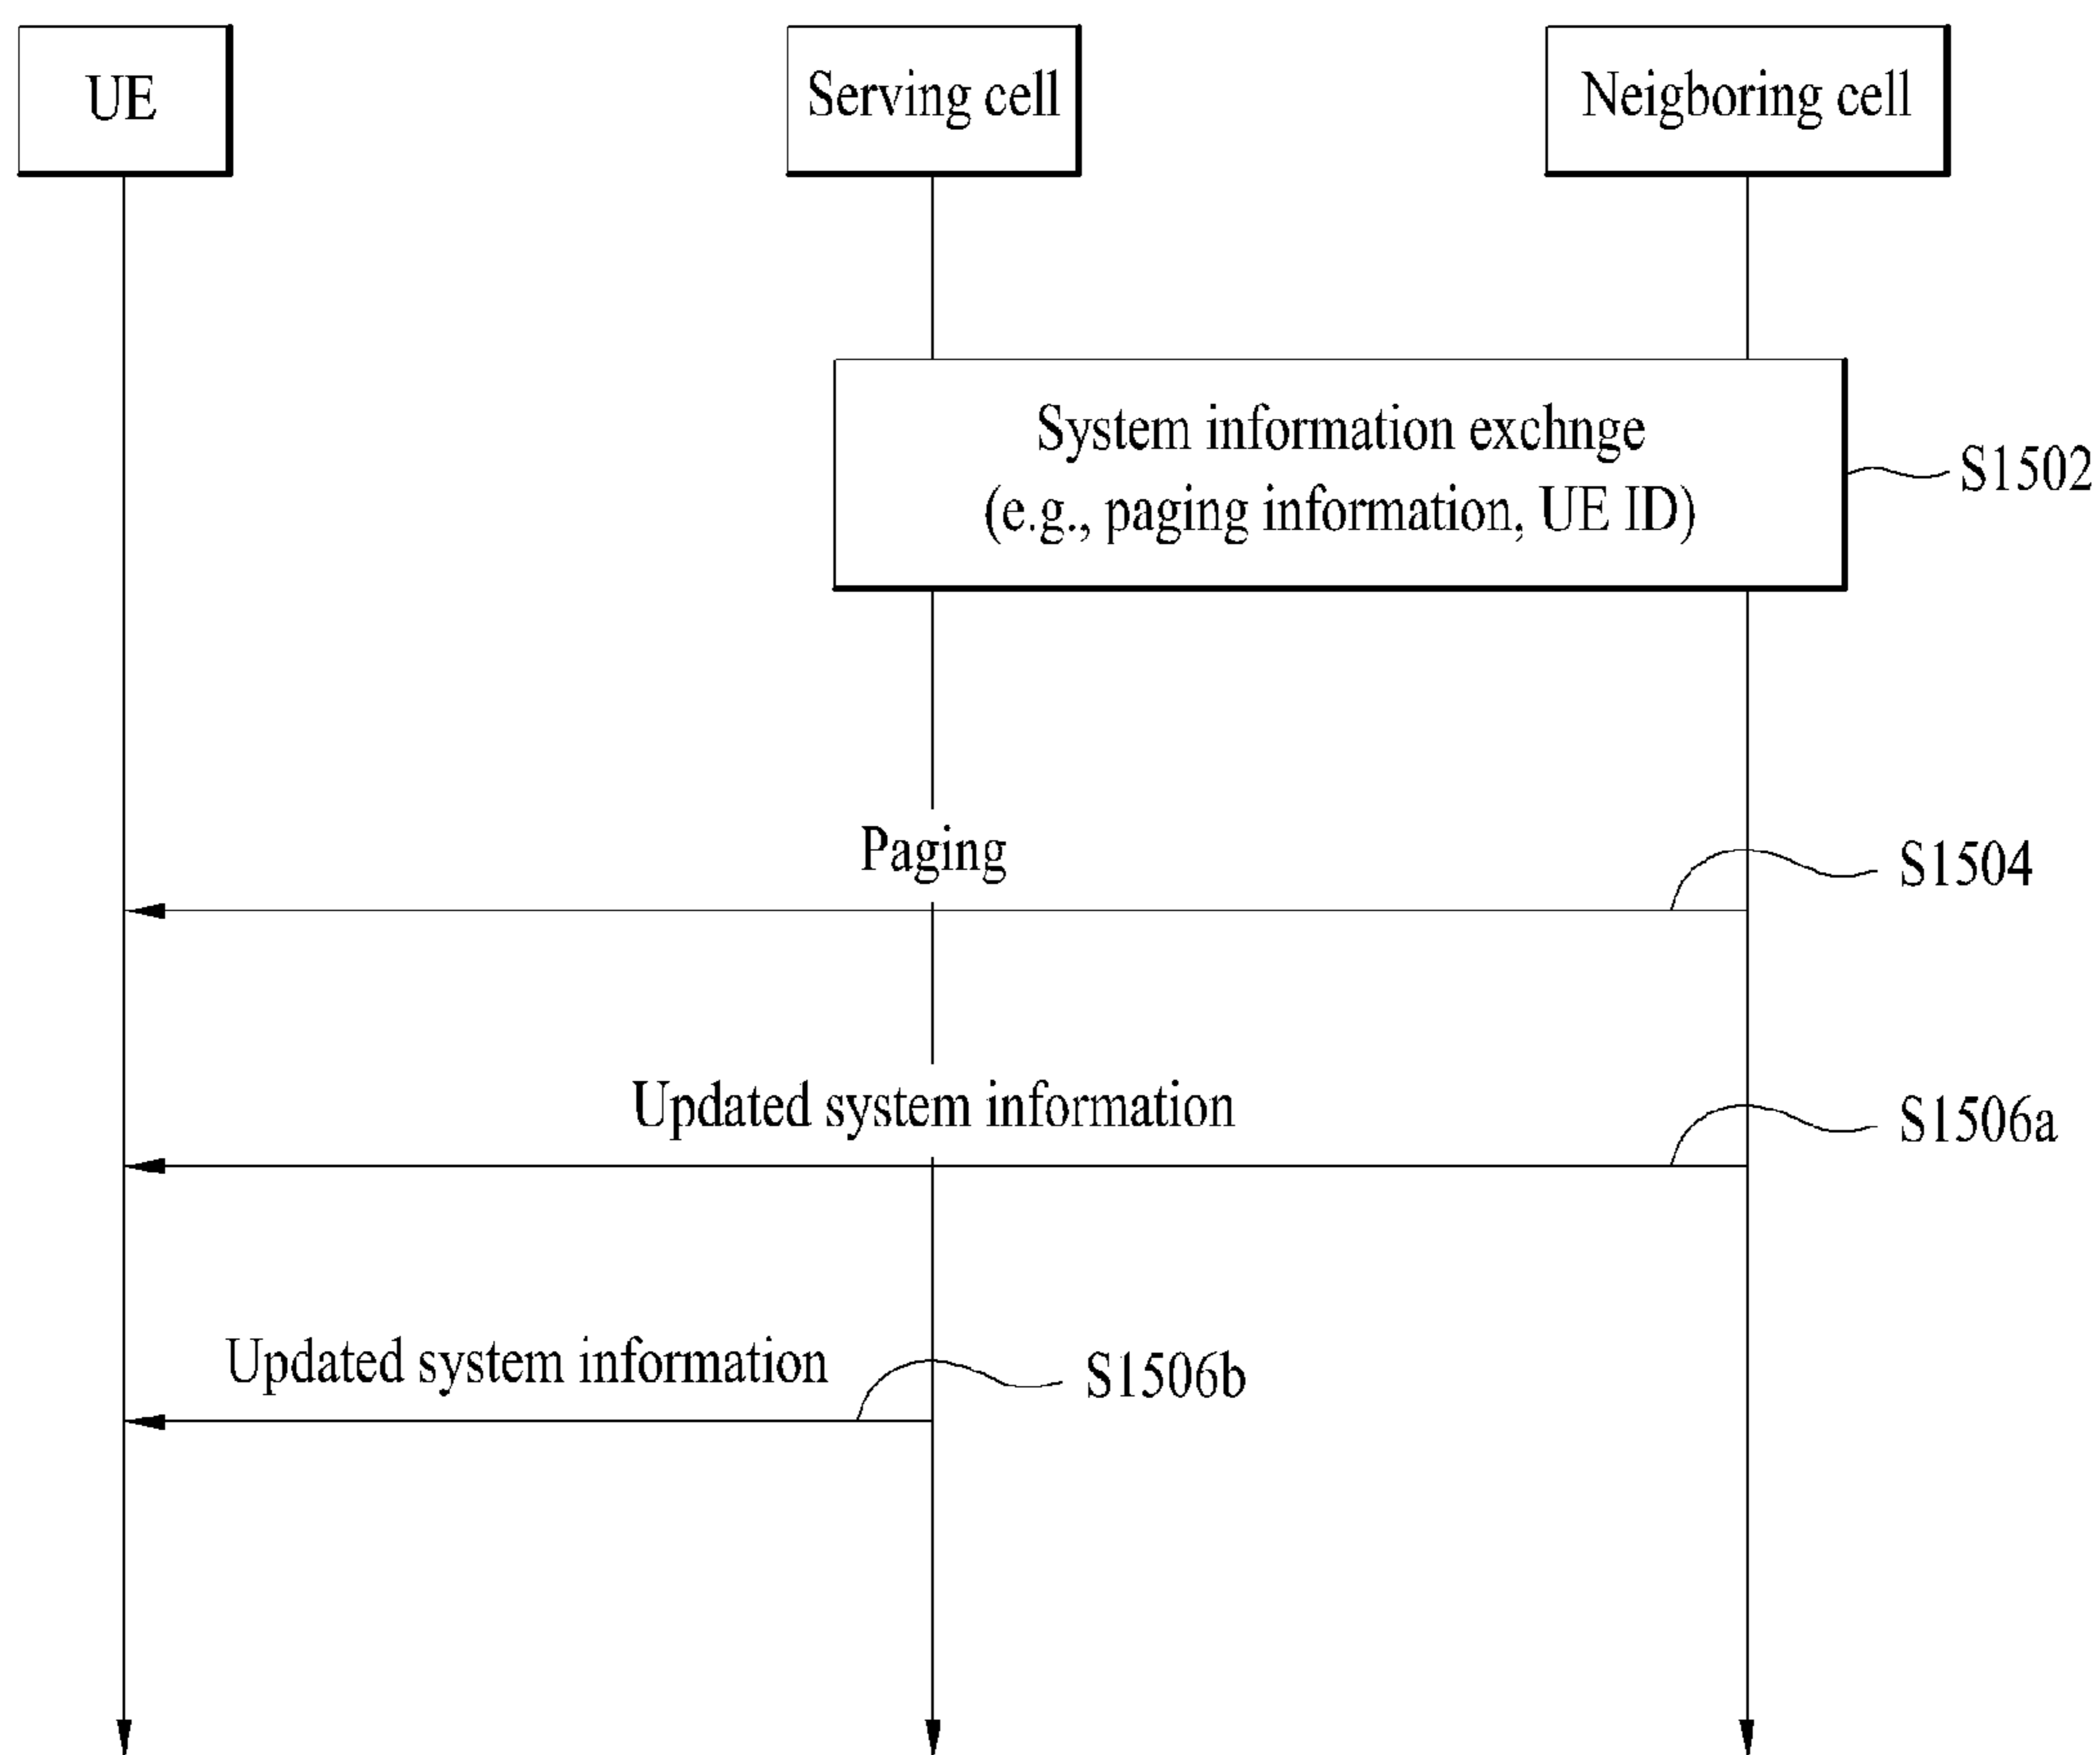 UE
Serving cell
Neigboring cell
System information exchnge
(e.g., paging information, UE ID)
S1502
Paging
S1504
Updated system information
S1506a
Updated system information
S1506b